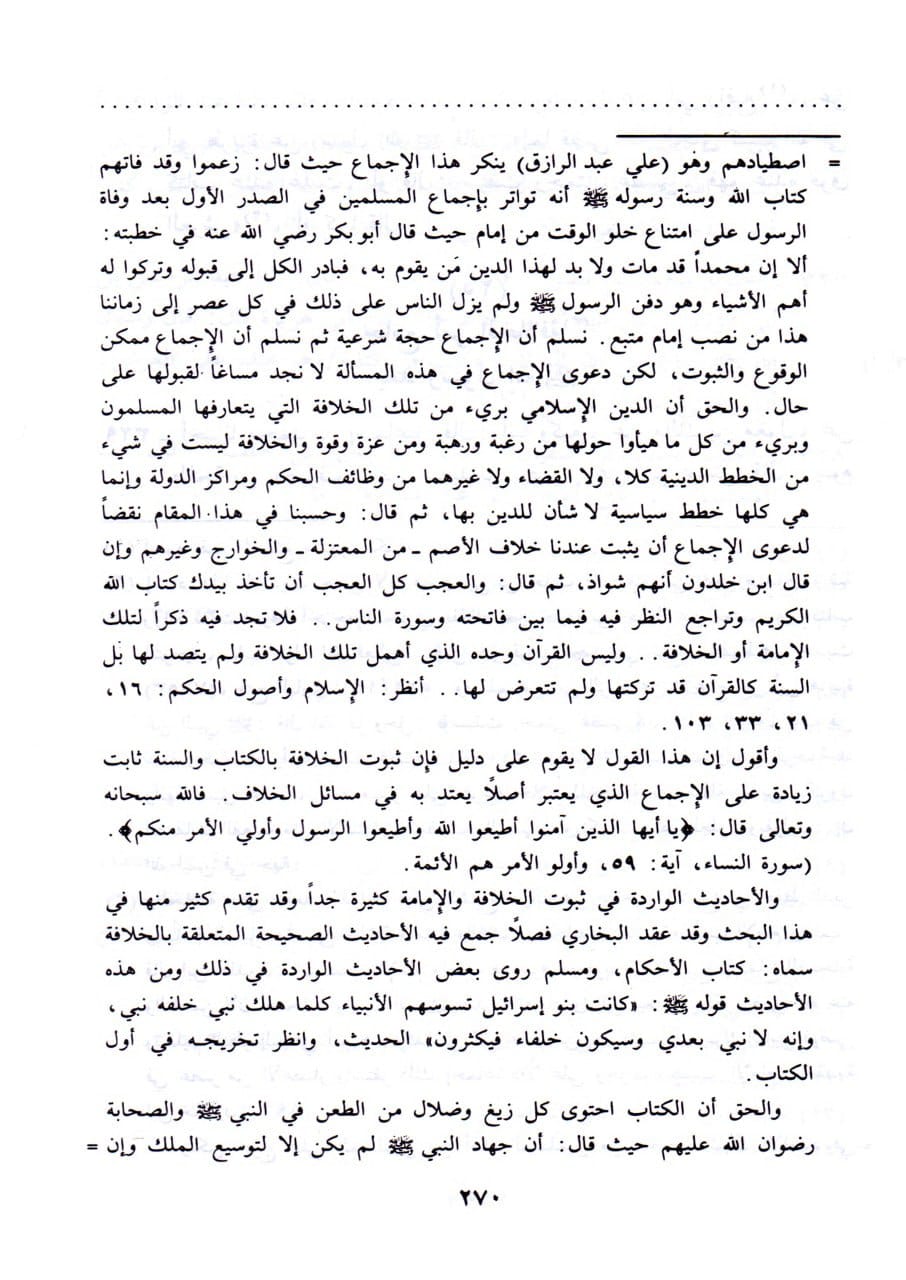 = اصطيادهم وهو (علي عبد الرازق) ينكر هذا الإجماع حيث قال: زعموا وقد فاتهم
كتاب الله وسنة رسوله ﷺ أنه تواتر بإجماع المسلمين في الصدر الأول بعد وفاة
الرسول على امتناع خلو الوقت من إمام حيث قال أبو بكر رضي الله عنه في خطبته:
ألا إن محمداً قد مات ولا بد لهذا الدين مَن يقوم به، فبادر الكل إلى قبوله وتركوا له
أهم الأشياء وهو دفن الرسول ﷺ ولم يزل الناس على ذلك في كل عصر إلى زماننا
هذا من نصب إمام متبع. نسلم أن الإجماع حجة شرعية ثم نسلم أن الإجماع ممكن
الوقوع والثبوت، لكن دعوى الإجماع في هذه المسألة لا نجد مساغاً لقبولها على
حال. والحق أن الدين الإسلامي بريء من تلك الخلافة التي يتعارفها المسلمون
وبريء من كل ما هيأوا حولها من رغبة ورهبة ومن عزة وقوة والخلافة ليست في شيء
من الخطط الدينية كلا، ولا القضاء ولا غيرهما من وظائف الحكم ومراكز الدولة وإنما
هي كلها خطط سياسية لا شأن للدين بها، ثم قال: وحسبنا في هذا المقام نقضاً
لدعوى الإجماع أن يثبت عندنا خلاف الأصم ـ من المعتزلة ـ والخوارج وغيرهم وإن
قال ابن خلدون أنهم شواذ، ثم قال: والعجب كل العجب أن تأخذ بيدك كتاب الله
الكريم وتراجع النظر فيه فيما بين فاتحته وسورة الناس.. فلا تجد فيه ذكراً لتلك
الإمامة أو الخلافة.. وليس القرآن وحده الذي أهمل تلك الخلافة ولم يتصد لها بل
السنة كالقرآن قد تركتها ولم تتعرض لها.. أنظر: الإسلام وأصول الحكم: ١٦،
٢١، ٣٣، ١٠٣.
وأقول إن هذا القول لا يقوم على دليل فإن ثبوت الخلافة بالكتاب والسنة ثابت
زيادة على الإجماع الذي يعتبر أصلاً يعتد به في مسائل الخلاف، فالله سبحانه
وتعالى قال: ﴿يا أيها الذين آمنوا أطيعوا الله وأطيعوا الرسول وأولي الأمر منكم﴾.
(سورة النساء، آية: ٥٩، وأولو الأمر هم الأئمة.
والأحاديث الواردة في ثبوت الخلافة والإمامة كثيرة جداً وقد تقدم كثير منها في
هذا البحث وقد عقد البخاري فصلاً جمع فيه الأحاديث الصحيحة المتعلقة بالخلافة
سماه: كتاب الأحكام، ومسلم روى بعض الأحاديث الواردة في ذلك ومن هذه
الأحاديث قوله ﷺ: «كانت بنو إسرائيل تسوسهم الأنبياء كلما هلك نبي خلفه نبي،
وإنه لا نبي بعدي وسيكون خلفاء فيكثرون» الحديث، وانظر تخريجه في أول
الكتاب.
والحق أن الكتاب احتوى كل زيغ وضلال من الطعن في النبي ﷺ والصحابة
رضوان الله عليهم حيث قال: أن جهاد النبي ﷺ لم يكن إلا لتوسيع الملك وإن =
٢٧٠